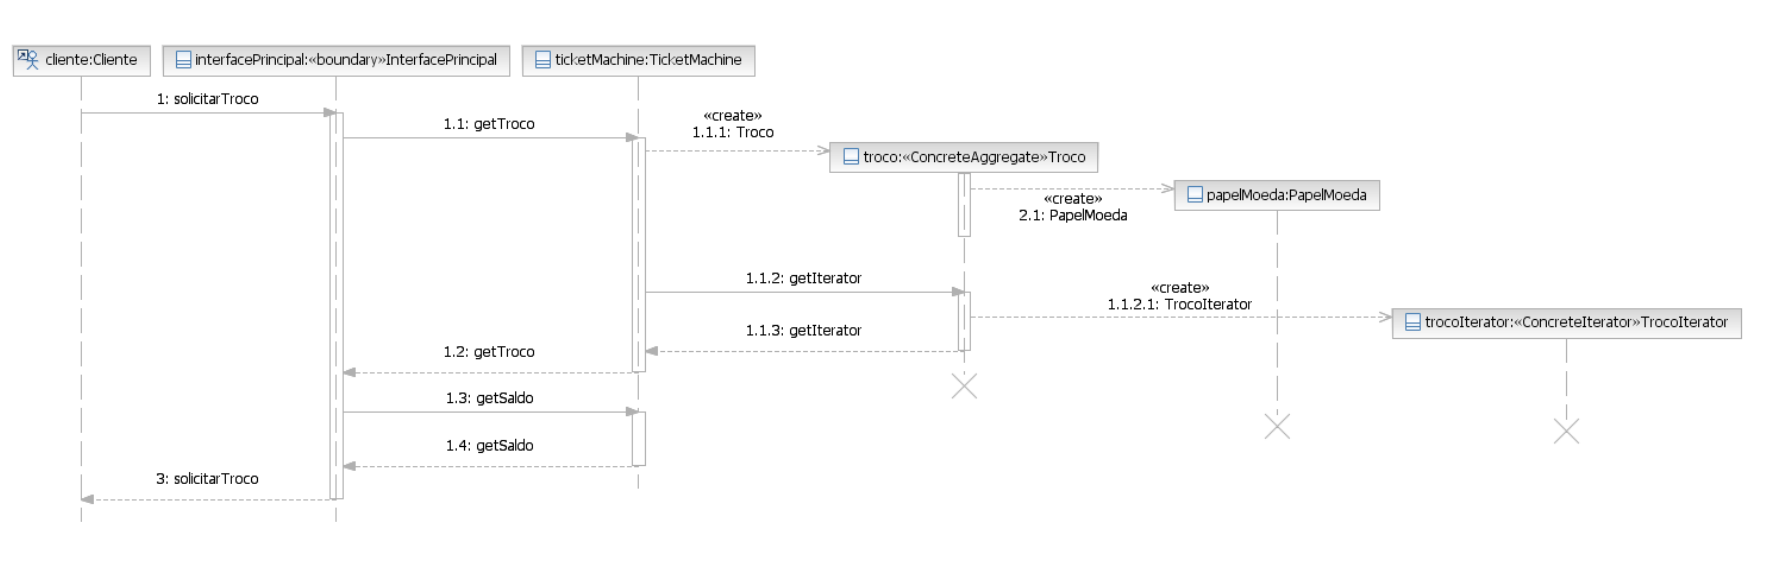 cliente:Cliente
interfacePrincipal:«boundary»InterfacePrincipal
ticketMachine:TicketMachine
1: solicitarTroco
1.1: getTroco
«create»
1.1.1: Troco
troco:«ConcreteAggregate»Troco
«create»
2.1: PapelMoeda
papelMoeda:PapelMoeda
1.1.2: getIterator
«create»
1.1.2.1: TrocoIterator
trocoIterator:«ConcreteIterator»TrocoIterator
1.1.3: getIterator
1.2: getTroco
1.3: getSaldo
1.4: getSaldo
3: solicitarTroco